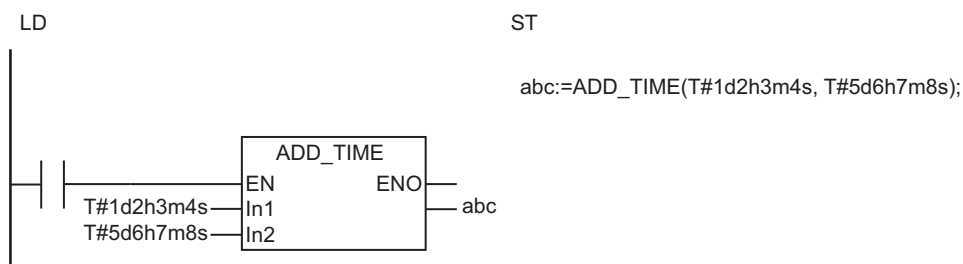 LD
ST
abc:=ADD_TIME(T#1d2h3m4s, T#5d6h7m8s);
ADD_TIME
EN ENO
T#1d2h3m4s In1 abc
T#5d6h7m8s In2